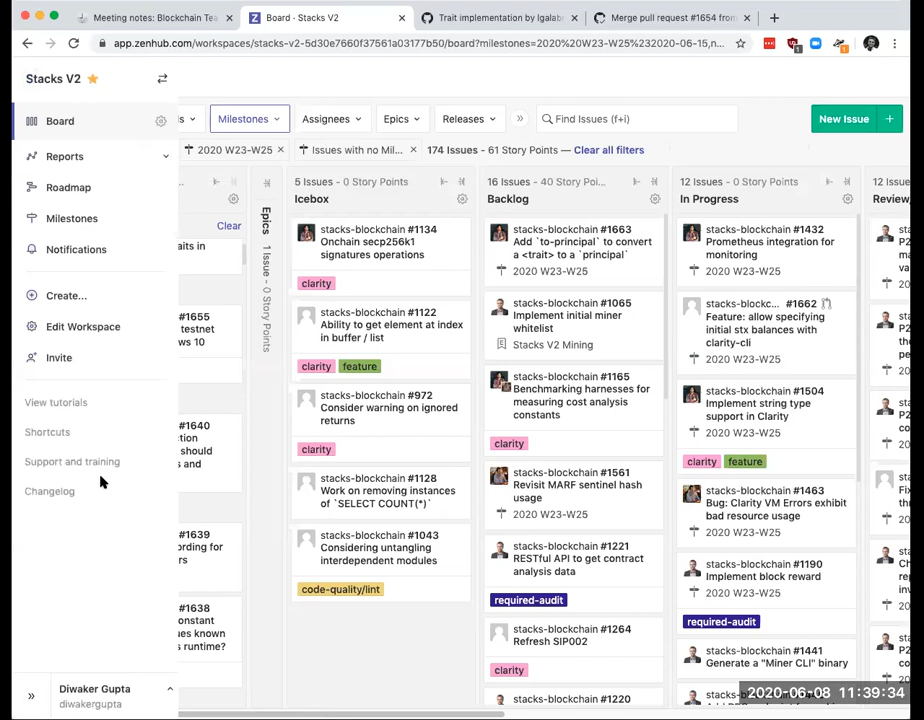 Meeting notes: Blockchain Tea
Board · Stacks V2
Trait implementation by lgalabr
Merge pull request #1654 from
app.zenhub.com/workspaces/stacks-v2-5d30e7660f37561a03177b50/board?milestones=2020%20W23-W25%232020-06-15,n...
Stacks V2
Board
Reports
Roadmap
Milestones
Notifications
Create...
Edit Workspace
Invite
View tutorials
Shortcuts
Support and training
Changelog
Diwaker Gupta
diwakergupta
Milestones
Assignees
Epics
Releases
Find Issues (f+i)
New Issue
2020 W23-W25
Issues with no Mil...
174 Issues - 61 Story Points — Clear all filters
Clear
aits in
#1655
testnet
ws 10
#1640
ction
should
s and
#1639
ording for
rs
#1638
onstant
ues known
s runtime?
Epics 1 Issue - 0 Story Points
5 Issues - 0 Story Points
Icebox
stacks-blockchain #1134
Onchain secp256k1
signatures operations
clarity
stacks-blockchain #1122
Ability to get element at index
in buffer / list
clarity feature
stacks-blockchain #972
Consider warning on ignored
returns
clarity
stacks-blockchain #1128
Work on removing instances
of `SELECT COUNT(*)`
stacks-blockchain #1043
Considering untangling
interdependent modules
code-quality/lint
16 Issues - 40 Story Poi...
Backlog
stacks-blockchain #1663
Add `to-principal` to convert
a <trait> to a `principal`
2020 W23-W25
stacks-blockchain #1065
Implement initial miner
whitelist
Stacks V2 Mining
stacks-blockchain #1165
Benchmarking harnesses for
measuring cost analysis
constants
clarity
stacks-blockchain #1561
Revisit MARF sentinel hash
usage
2020 W23-W25
stacks-blockchain #1221
RESTful API to get contract
analysis data
required-audit
stacks-blockchain #1264
Refresh SIP002
clarity
stacks-blockchain #1220
12 Issues - 0 Story Points
In Progress
stacks-blockchain #1432
Prometheus integration for
monitoring
2020 W23-W25
stacks-blockc... #1662
Feature: allow specifying
initial stx balances with
clarity-cli
2020 W23-W25
stacks-blockchain #1504
Implement string type
support in Clarity
2020 W23-W25
clarity feature
stacks-blockchain #1463
Bug: Clarity VM Errors exhibit
bad resource usage
2020 W23-W25
stacks-blockchain #1190
Implement block reward
2020 W23-W25
required-audit
stacks-blockchain #1441
Generate a "Miner CLI" binary
12 Issue
Review
2020-06-08 11:39:34